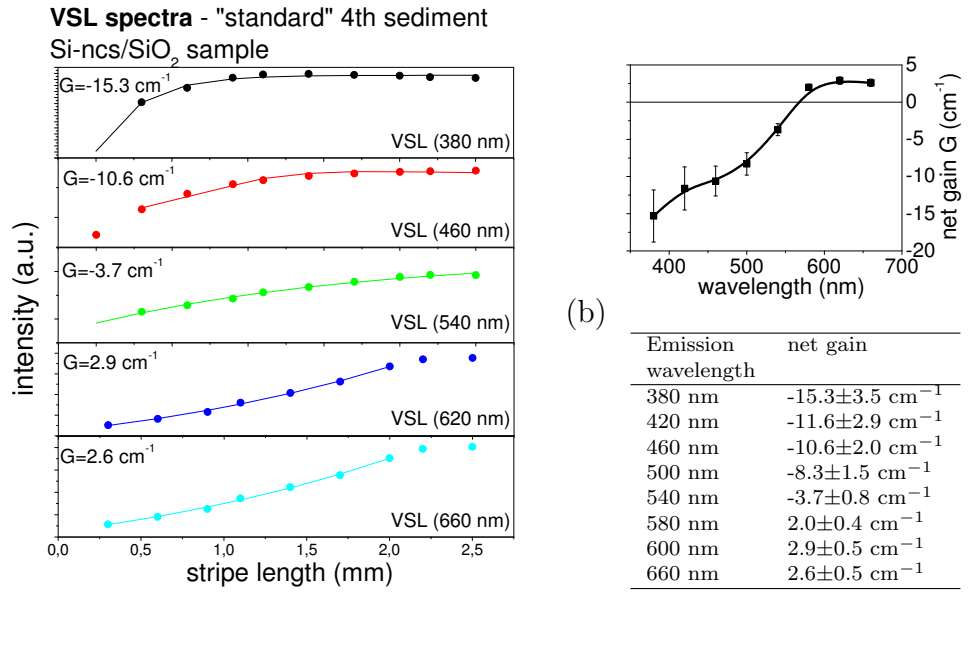 VSL spectra - "standard" 4th sediment
Si-ncs/SiO2 sample
G=-15.3 cm⁻¹
VSL (380 nm)
G=-10.6 cm⁻¹
VSL (460 nm)
G=-3.7 cm⁻¹
VSL (540 nm)
G=2.9 cm⁻¹
VSL (620 nm)
G=2.6 cm⁻¹
VSL (660 nm)
intensity (a.u.)
0,0 0,5 1,0 1,5 2,0 2,5
stripe length (mm)
5
0
-5
-10
-15
-20
net gain G (cm⁻¹)
400 500 600 700
wavelength (nm)
(b)
Emission net gain
wavelength
380 nm -15.3±3.5 cm⁻¹
420 nm -11.6±2.9 cm⁻¹
460 nm -10.6±2.0 cm⁻¹
500 nm -8.3±1.5 cm⁻¹
540 nm -3.7±0.8 cm⁻¹
580 nm 2.0±0.4 cm⁻¹
600 nm 2.9±0.5 cm⁻¹
660 nm 2.6±0.5 cm⁻¹